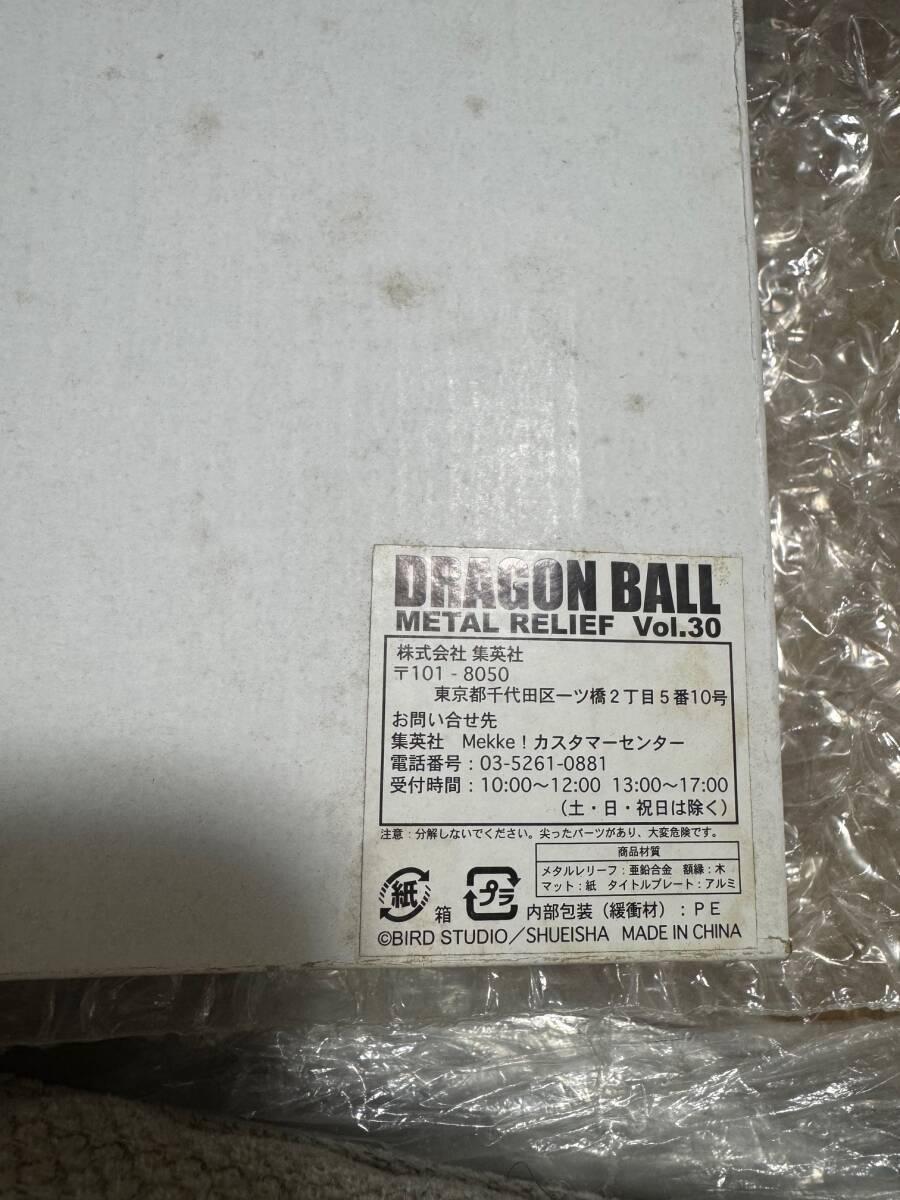 DRAGON BALL
METAL RELIEF Vol.30
株式会社 集英社
〒101-8050
東京都千代田区一ツ橋2丁目5番10号
お問い合せ先
集英社 Mekke！カスタマーセンター
電話番号：03-5261-0881
受付時間：10:00～12:00 13:00～17:00
（土・日・祝日は除く）
注意：分解しないでください。尖ったパーツがあり、大変危険です。
商品材質
メタルレリーフ：亜鉛合金 額縁：木
マット：紙 タイトルプレート：アルミ
紙 箱 プラ 内部包装（緩衝材）：PE
©BIRD STUDIO／SHUEISHA MADE IN CHINA